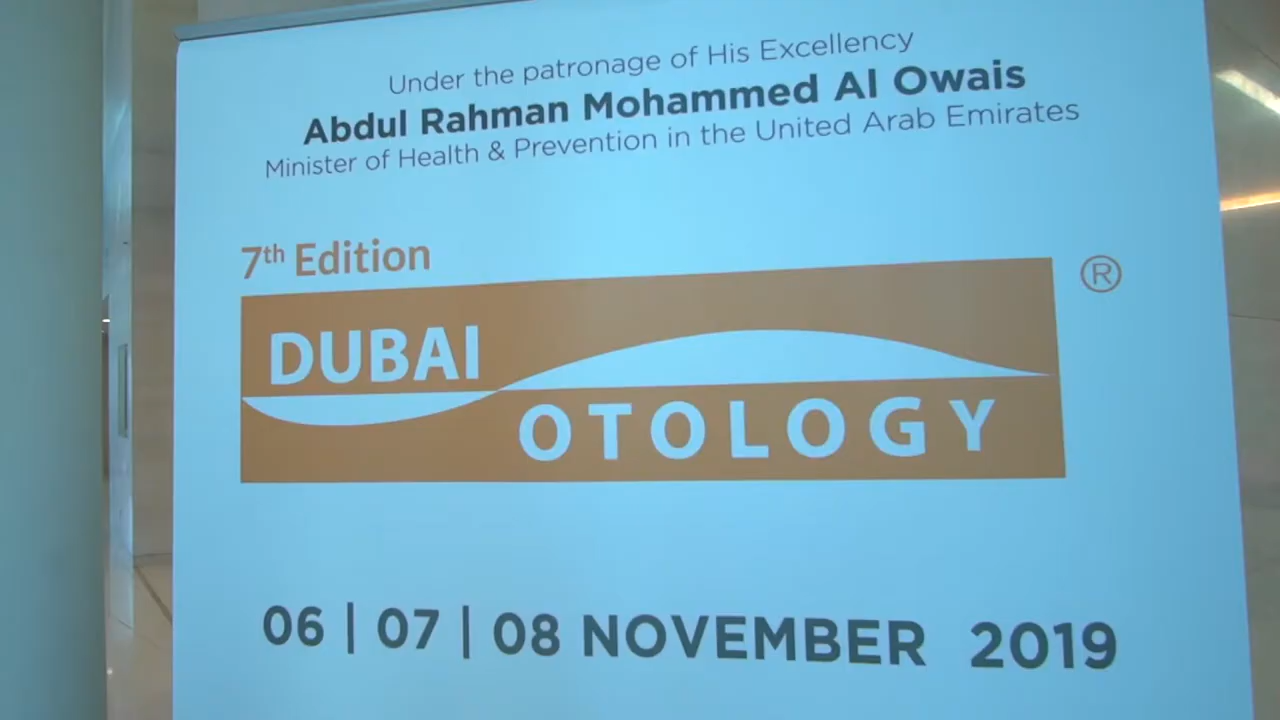 Under the patronage of His Excellency
Abdul Rahman Mohammed Al Owais
Minister of Health & Prevention in the United Arab Emirates
7th Edition
DUBAI
OTOLOGY
®
06 | 07 | 08 NOVEMBER 2019